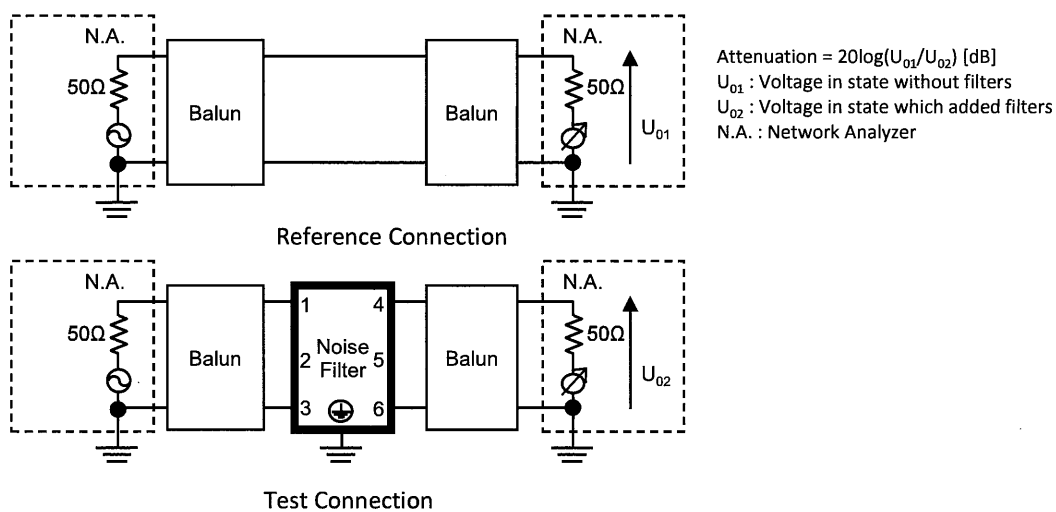 N.A.
50Ω
Balun
Balun
N.A.
50Ω
U₀₁
Attenuation = 20log(U₀₁/U₀₂) [dB]
U₀₁ : Voltage in state without filters
U₀₂ : Voltage in state which added filters
N.A. : Network Analyzer
Reference Connection
N.A.
50Ω
Balun
1 4
2 Noise 5
Filter
3 6
Balun
N.A.
50Ω
U₀₂
Test Connection